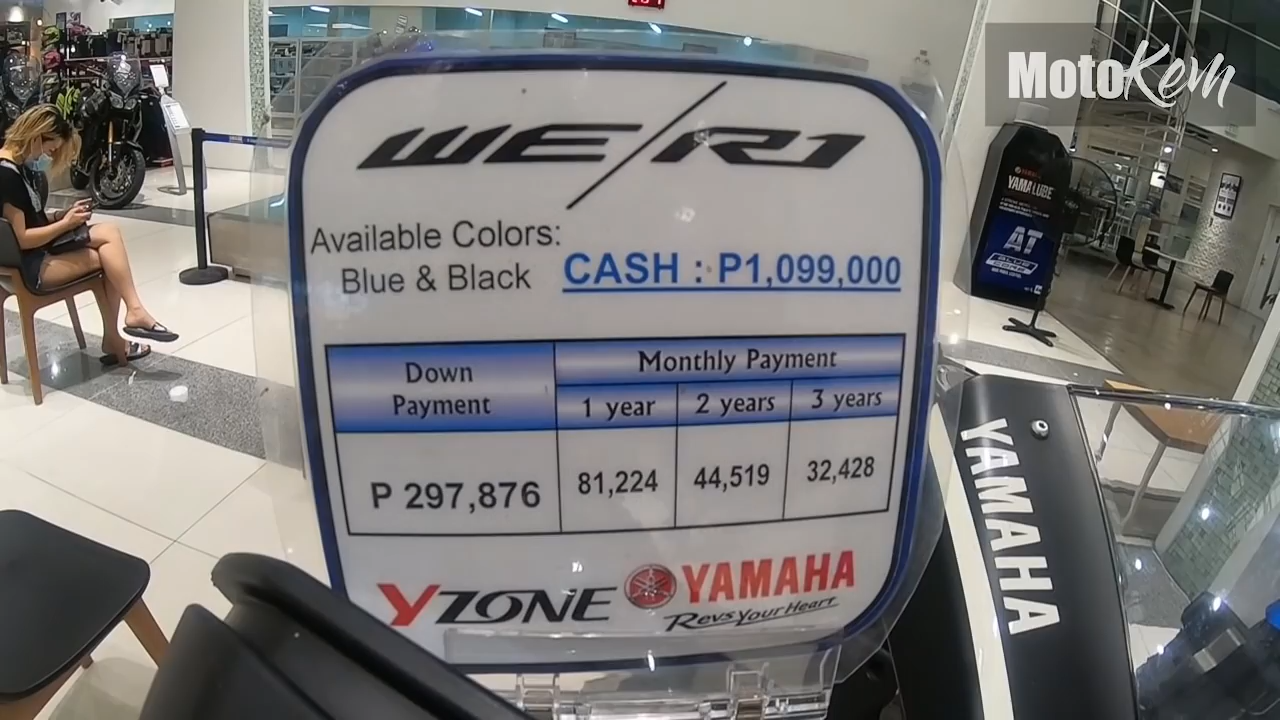 MotoKem
WE/R1
Available Colors:
Blue & Black
CASH : P1,099,000
Down
Payment
Monthly Payment
1 year
2 years
3 years
P 297,876
81,224
44,519
32,428
YZONE
YAMAHA
Revs Your Heart
YAMALUBE
AT
YAMAHA